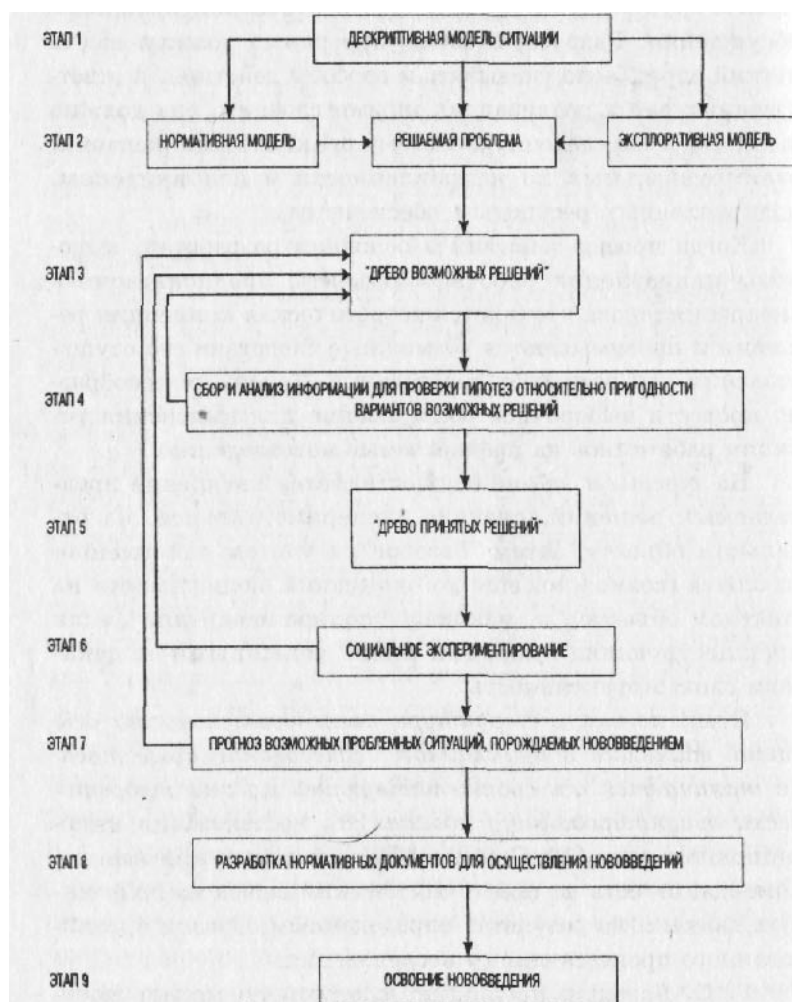 ЭТАП 1
ДЕСКРИПТИВНАЯ МОДЕЛЬ СИТУАЦИИ
ЭТАП 2
НОРМАТИВНАЯ МОДЕЛЬ
РЕШАЕМАЯ ПРОБЛЕМА
ЭКСПЛОРАТИВНАЯ МОДЕЛЬ
ЭТАП 3
"ДРЕВО ВОЗМОЖНЫХ РЕШЕНИЙ"
ЭТАП 4
СБОР И АНАЛИЗ ИНФОРМАЦИИ ДЛЯ ПРОВЕРКИ ГИПОТЕЗ ОТНОСИТЕЛЬНО ПРИГОДНОСТИ
ВАРИАНТОВ ВОЗМОЖНЫХ РЕШЕНИЙ
ЭТАП 5
"ДРЕВО ПРИНЯТЫХ РЕШЕНИЙ"
ЭТАП 6
СОЦИАЛЬНОЕ ЭКСПЕРИМЕНТИРОВАНИЕ
ЭТАП 7
ПРОГНОЗ ВОЗМОЖНЫХ ПРОБЛЕМНЫХ СИТУАЦИЙ, ПОРОЖДАЕМЫХ НОВОВВЕДЕНИЕМ
ЭТАП 8
РАЗРАБОТКА НОРМАТИВНЫХ ДОКУМЕНТОВ ДЛЯ ОСУЩЕСТВЛЕНИЯ НОВОВВЕДЕНИЙ
ЭТАП 9
ОСВОЕНИЕ НОВОВВЕДЕНИЯ